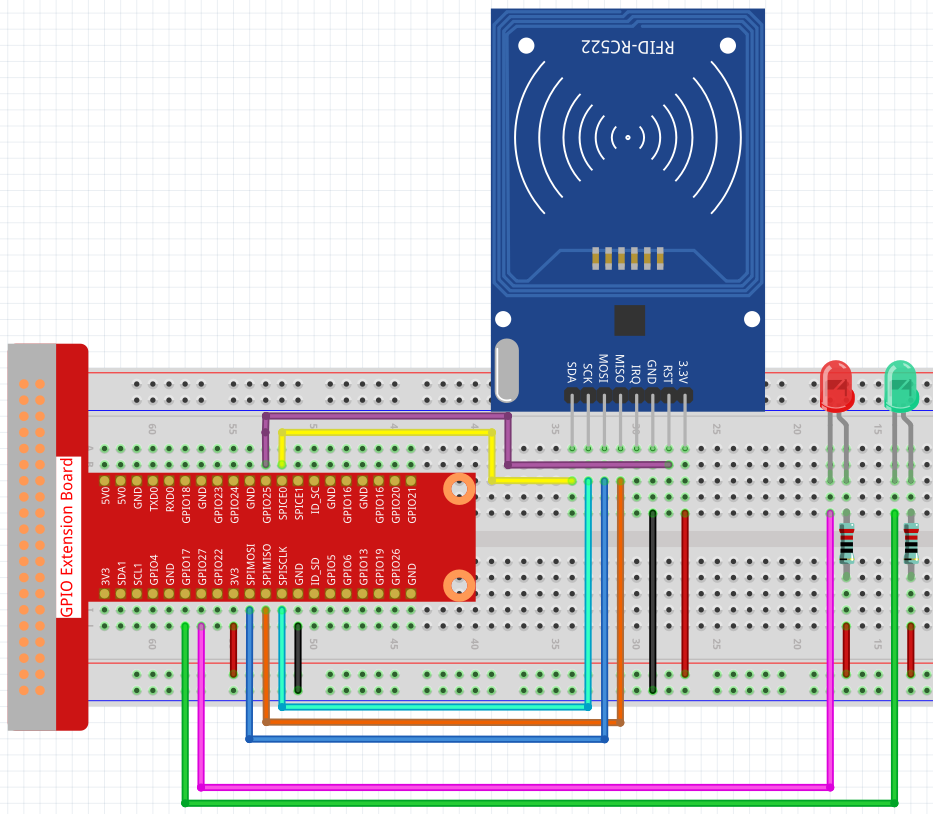 RFID-RC522
SDA
SCK
MOSI
MISO
IRQ
GND
RST
3.3V
60
55
50
45
40
35
30
25
20
15
GPIO Extension Board
5V0
5V0
GND
TXD0
RXD0
GPIO18
GND
GPIO23
GPIO24
GND
GPIO25
SPICE0
SPICE1
ID_SC
GND
GPIO16
GND
GPIO16
GPIO20
GPIO21
3V3
SDA1
SCL1
GPIO4
GND
GPIO17
GPIO27
GPIO22
3V3
SPIMOSI
SPIMISO
SPISCLK
GND
ID_SD
GPIO5
GPIO6
GPIO13
GPIO19
GPIO26
GND
60
50
45
40
35
30
25
20
15